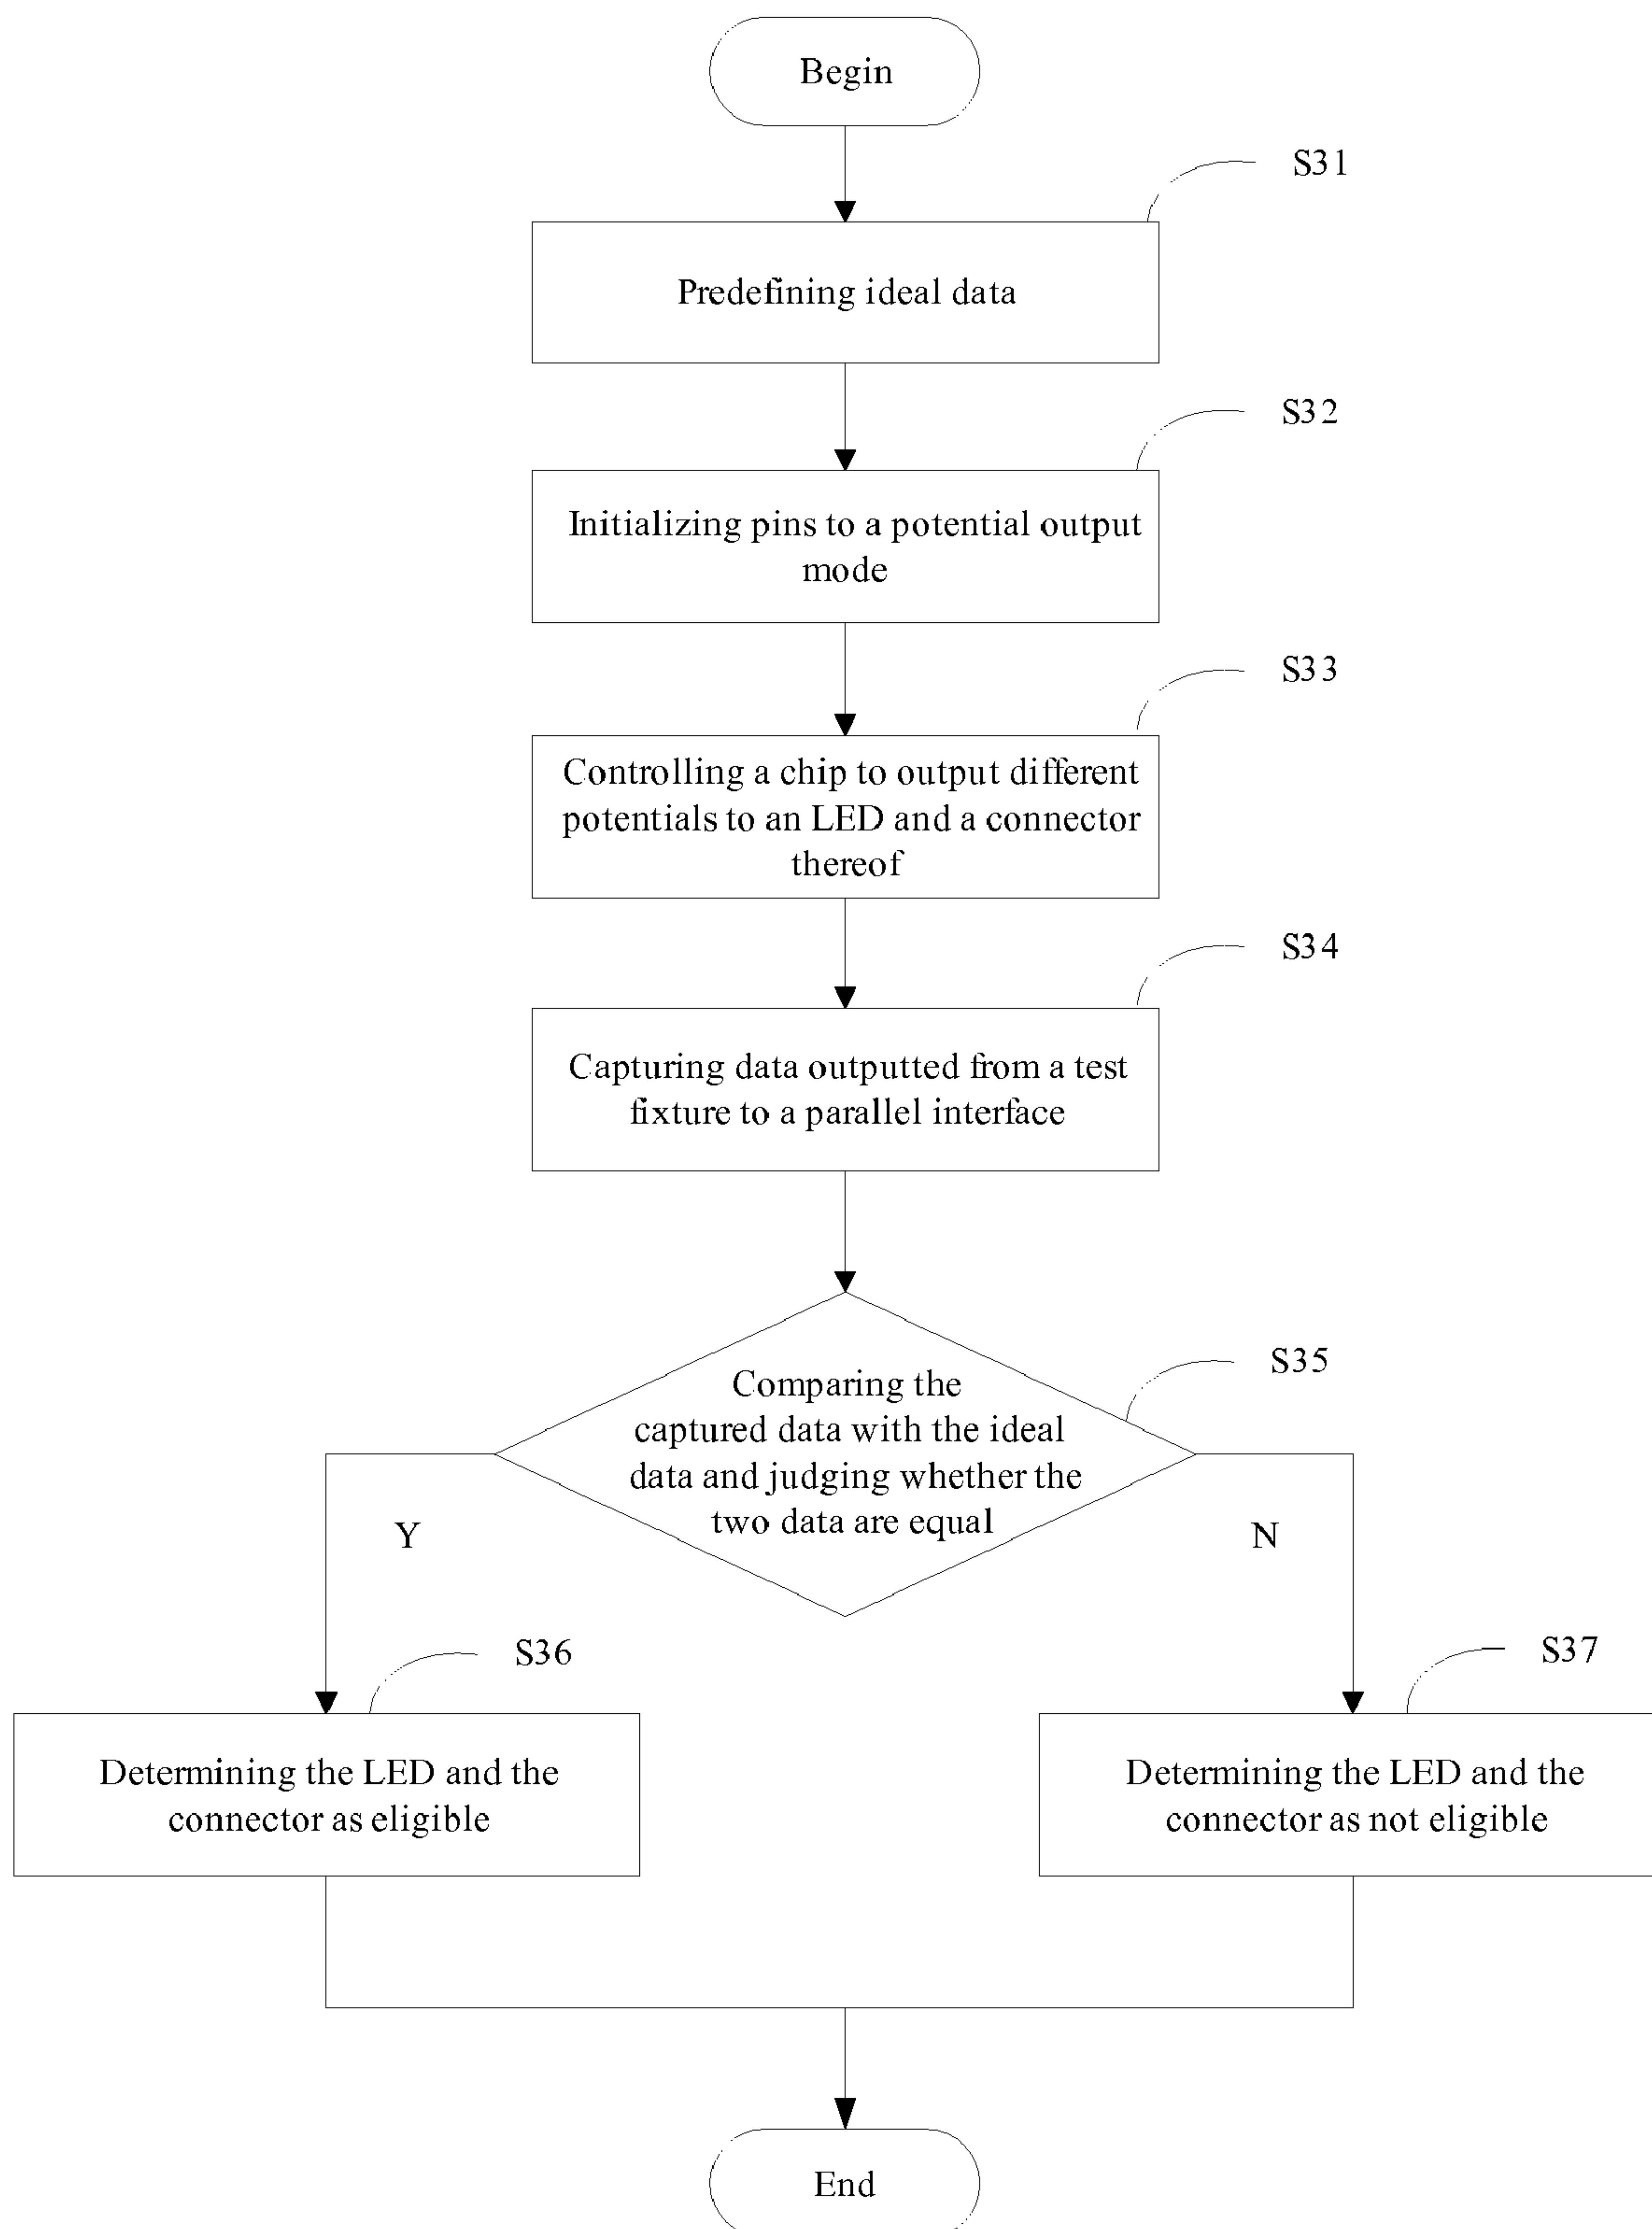 Begin
S31
Predefining ideal data
S32
Initializing pins to a potential output
mode
S33
Controlling a chip to output different
potentials to an LED and a connector
thereof
S34
Capturing data outputted from a test
fixture to a parallel interface
S35
Comparing the
captured data with the ideal
data and judging whether the
two data are equal
Y
N
S36
S37
Determining the LED and the
connector as eligible
Determining the LED and the
connector as not eligible
End